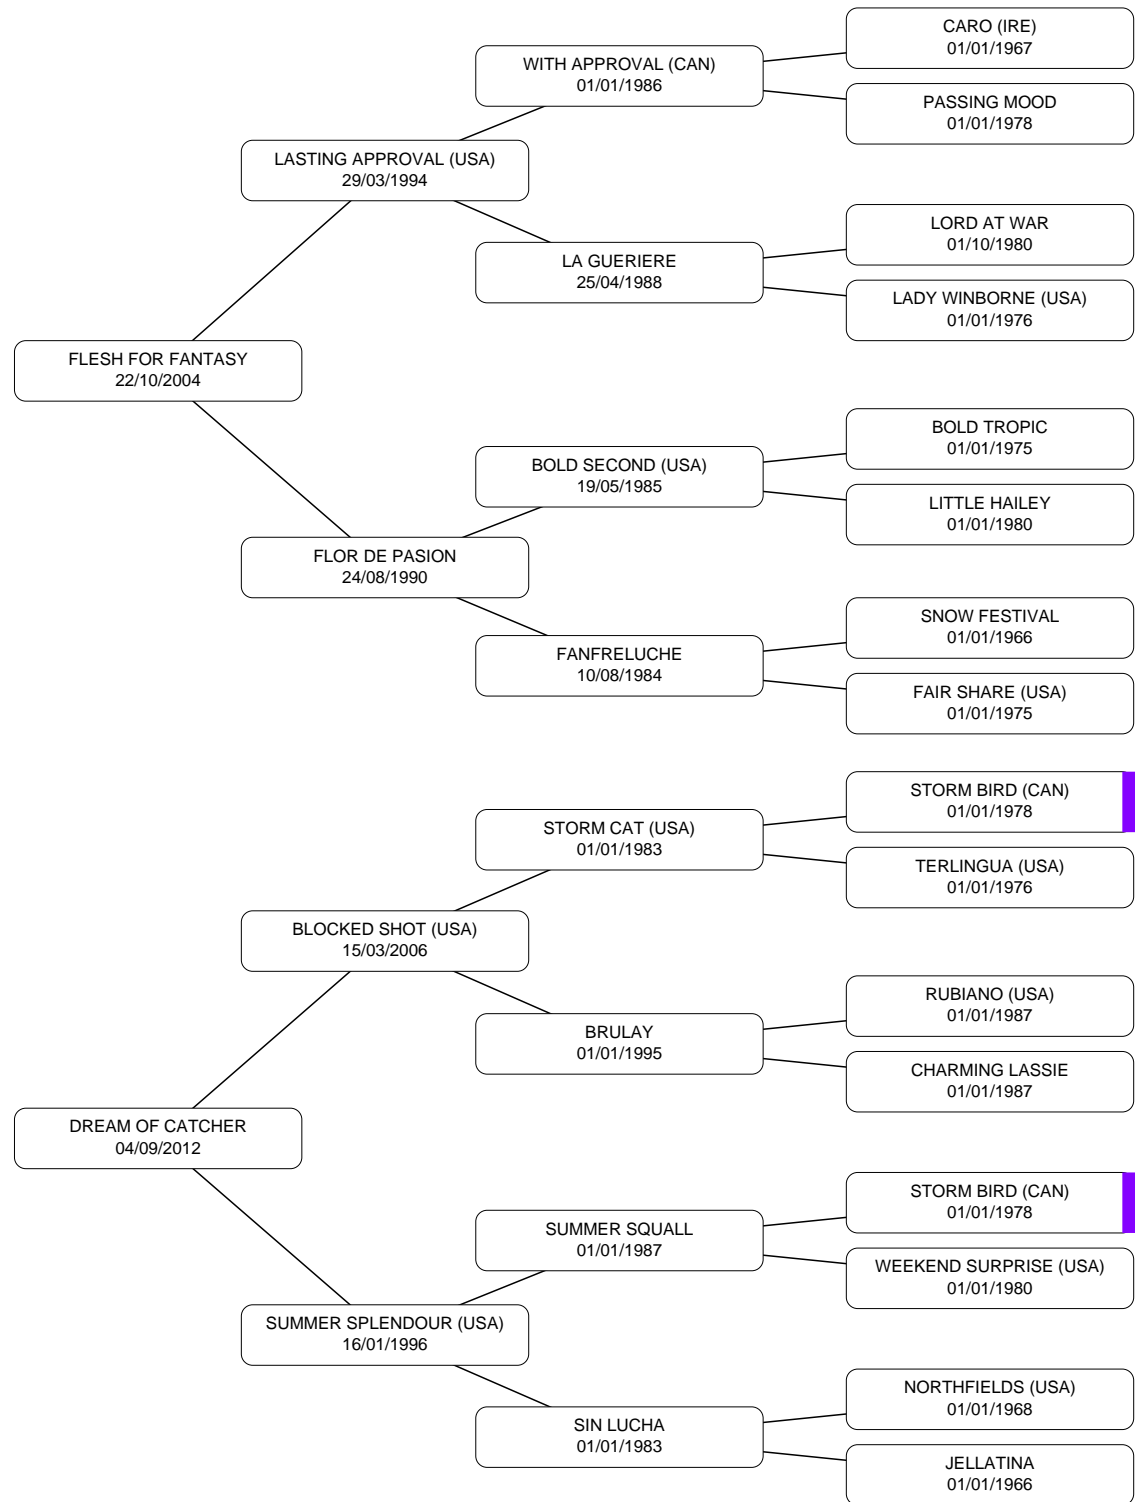 CARO (IRE)
01/01/1967
WITH APPROVAL (CAN)
01/01/1986
PASSING MOOD
01/01/1978
LASTING APPROVAL (USA)
29/03/1994
LORD AT WAR
01/10/1980
LA GUERIERE
25/04/1988
LADY WINBORNE (USA)
01/01/1976
FLESH FOR FANTASY
22/10/2004
BOLD TROPIC
01/01/1975
BOLD SECOND (USA)
19/05/1985
LITTLE HAILEY
01/01/1980
FLOR DE PASION
24/08/1990
SNOW FESTIVAL
01/01/1966
FANFRELUCHE
10/08/1984
FAIR SHARE (USA)
01/01/1975
STORM BIRD (CAN)
01/01/1978
STORM CAT (USA)
01/01/1983
TERLINGUA (USA)
01/01/1976
BLOCKED SHOT (USA)
15/03/2006
RUBIANO (USA)
01/01/1987
BRULAY
01/01/1995
CHARMING LASSIE
01/01/1987
DREAM OF CATCHER
04/09/2012
STORM BIRD (CAN)
01/01/1978
SUMMER SQUALL
01/01/1987
WEEKEND SURPRISE (USA)
01/01/1980
SUMMER SPLENDOUR (USA)
16/01/1996
NORTHFIELDS (USA)
01/01/1968
SIN LUCHA
01/01/1983
JELLATINA
01/01/1966